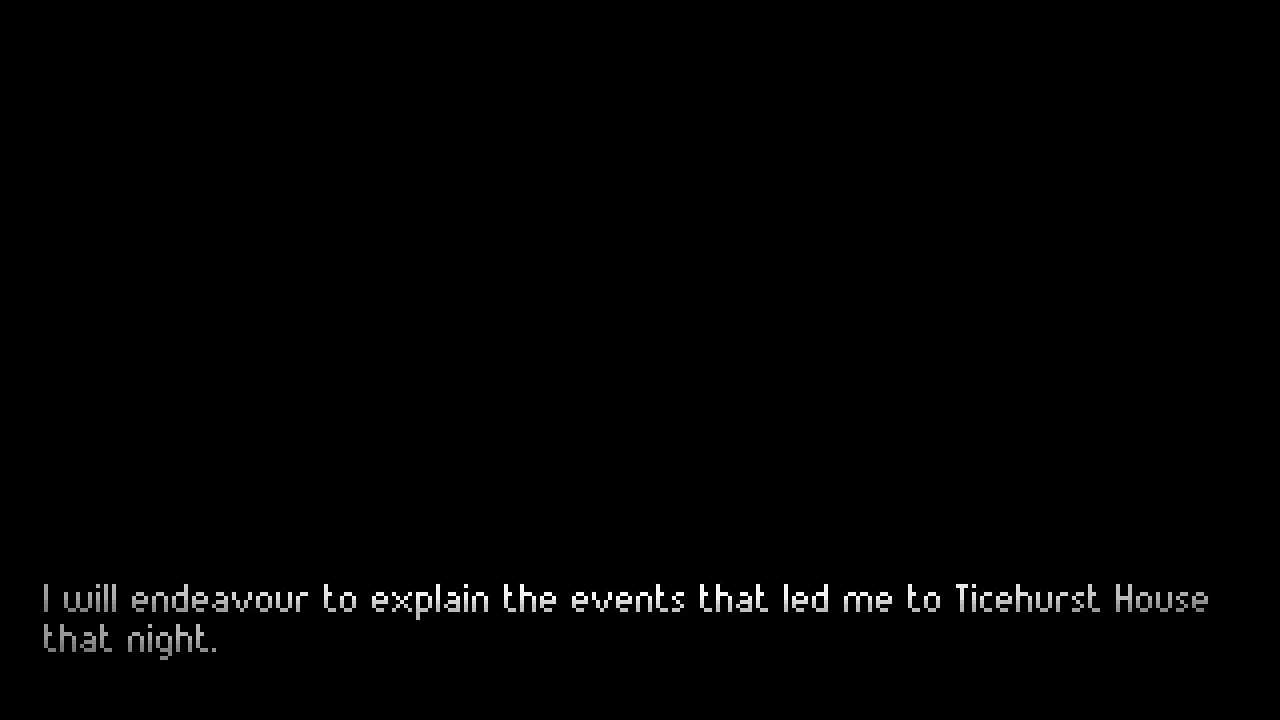 I will endeavour to explain the events that led me to Ticehurst House
that night.